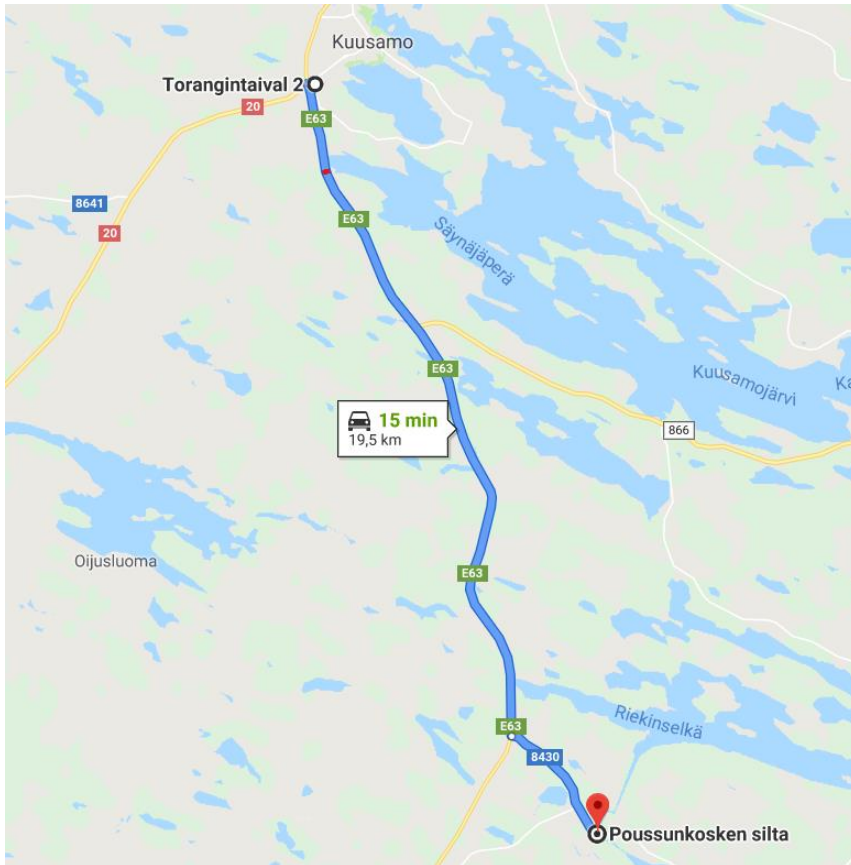 Kuusamo
Torangintaival 2
20
E63
8641
E63
20
Säynäjäperä
E63
Kuusamojärvi
Ka
15 min
19,5 km
866
Oijusluoma
E63
Riekinselkä
E63
8430
Poussunkosken silta